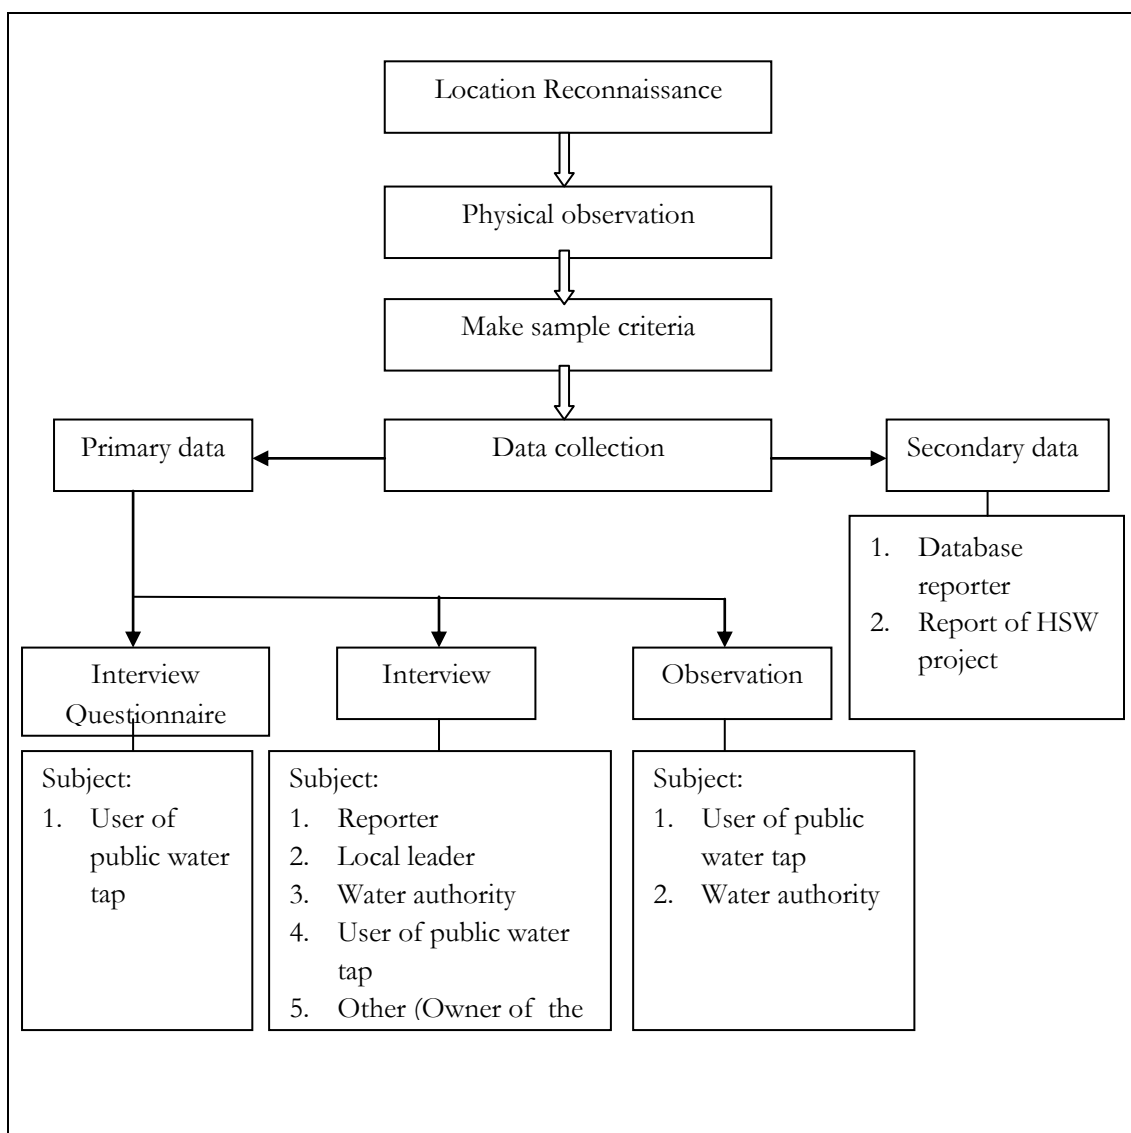 Location Reconnaissance
Physical observation
Make sample criteria
Primary data
Data collection
Secondary data
1. Database
reporter
2. Report of HSW
project
Interview
Questionnaire
Interview
Observation
Subject:
1. User of
public water
tap
Subject:
1. Reporter
2. Local leader
3. Water authority
4. User of public water
tap
5. Other (Owner of the
Subject:
1. User of public
water tap
2. Water authority